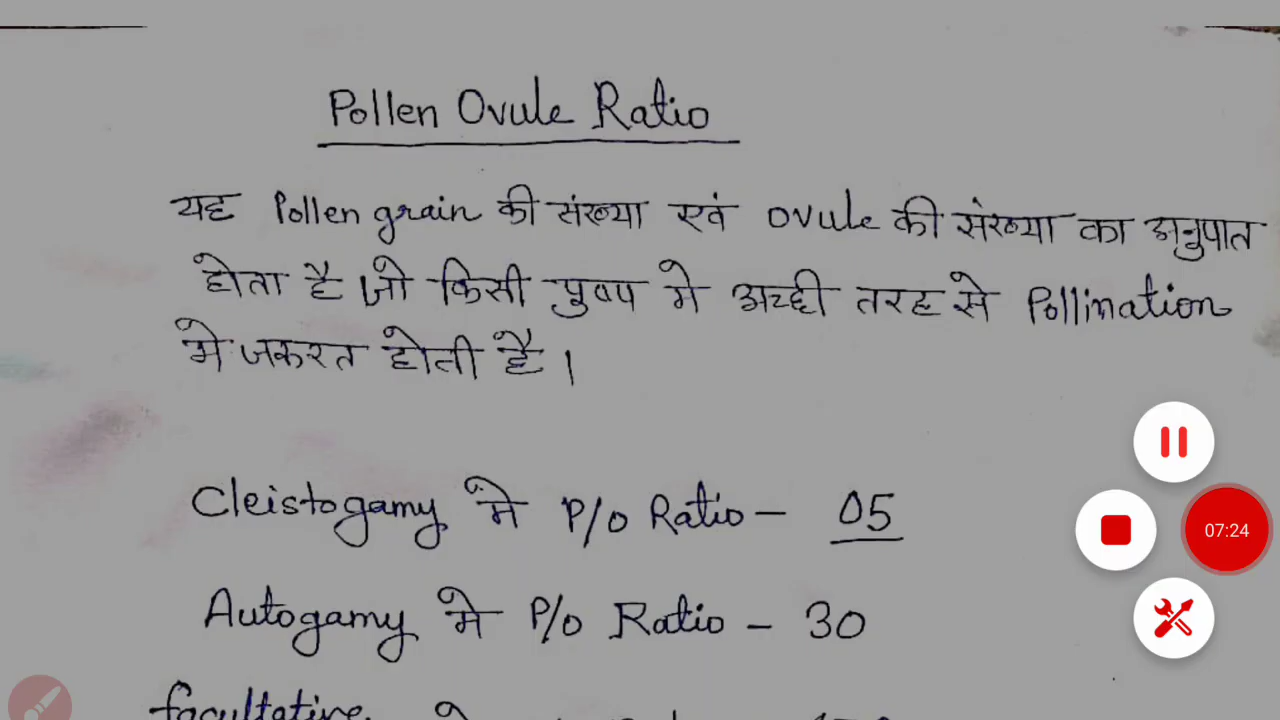 Pollen Ovule Ratio
यह Pollen grain की संख्या एवं ovule की संख्या का अनुपात
होता है जो किसी पुष्प मे अच्छी तरह से Pollination
मे जरूरत होती है।
Cleistogamy मे P/o Ratio - 05
Autogamy मे P/o Ratio - 30
facultative
07:24